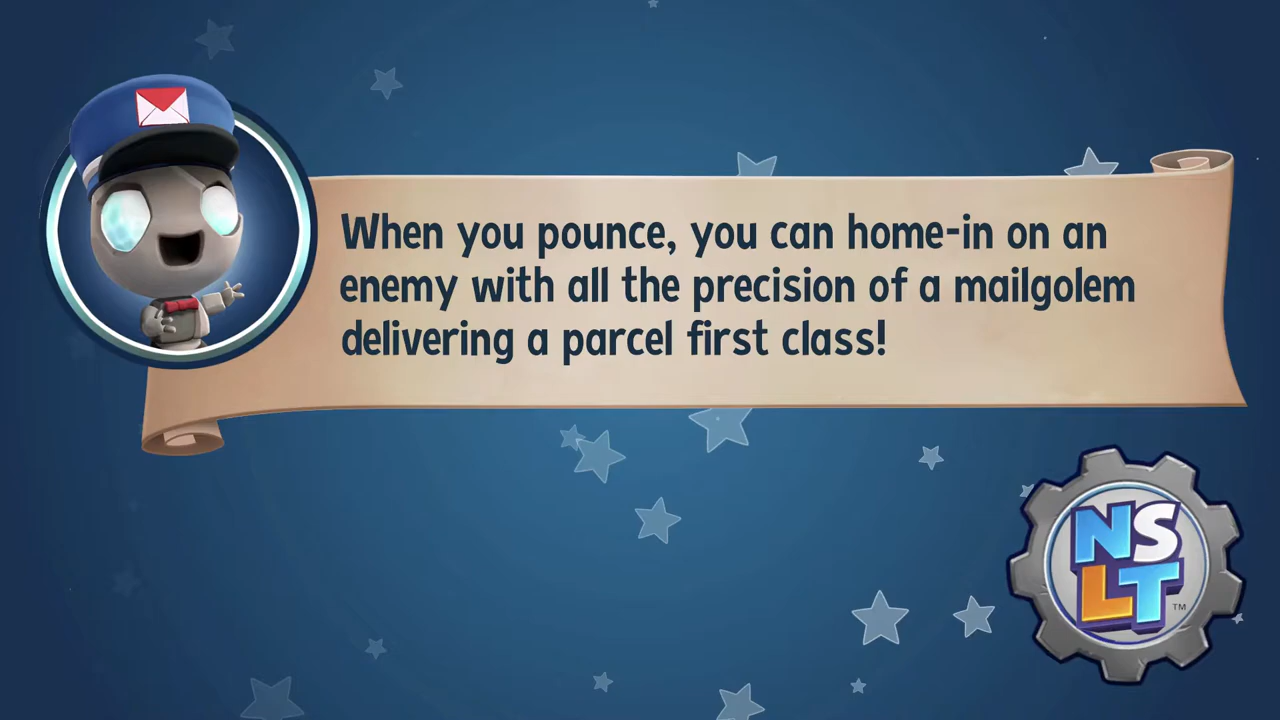 When you pounce, you can home-in on an
enemy with all the precision of a mailgolem
delivering a parcel first class!
NS
LT
TM